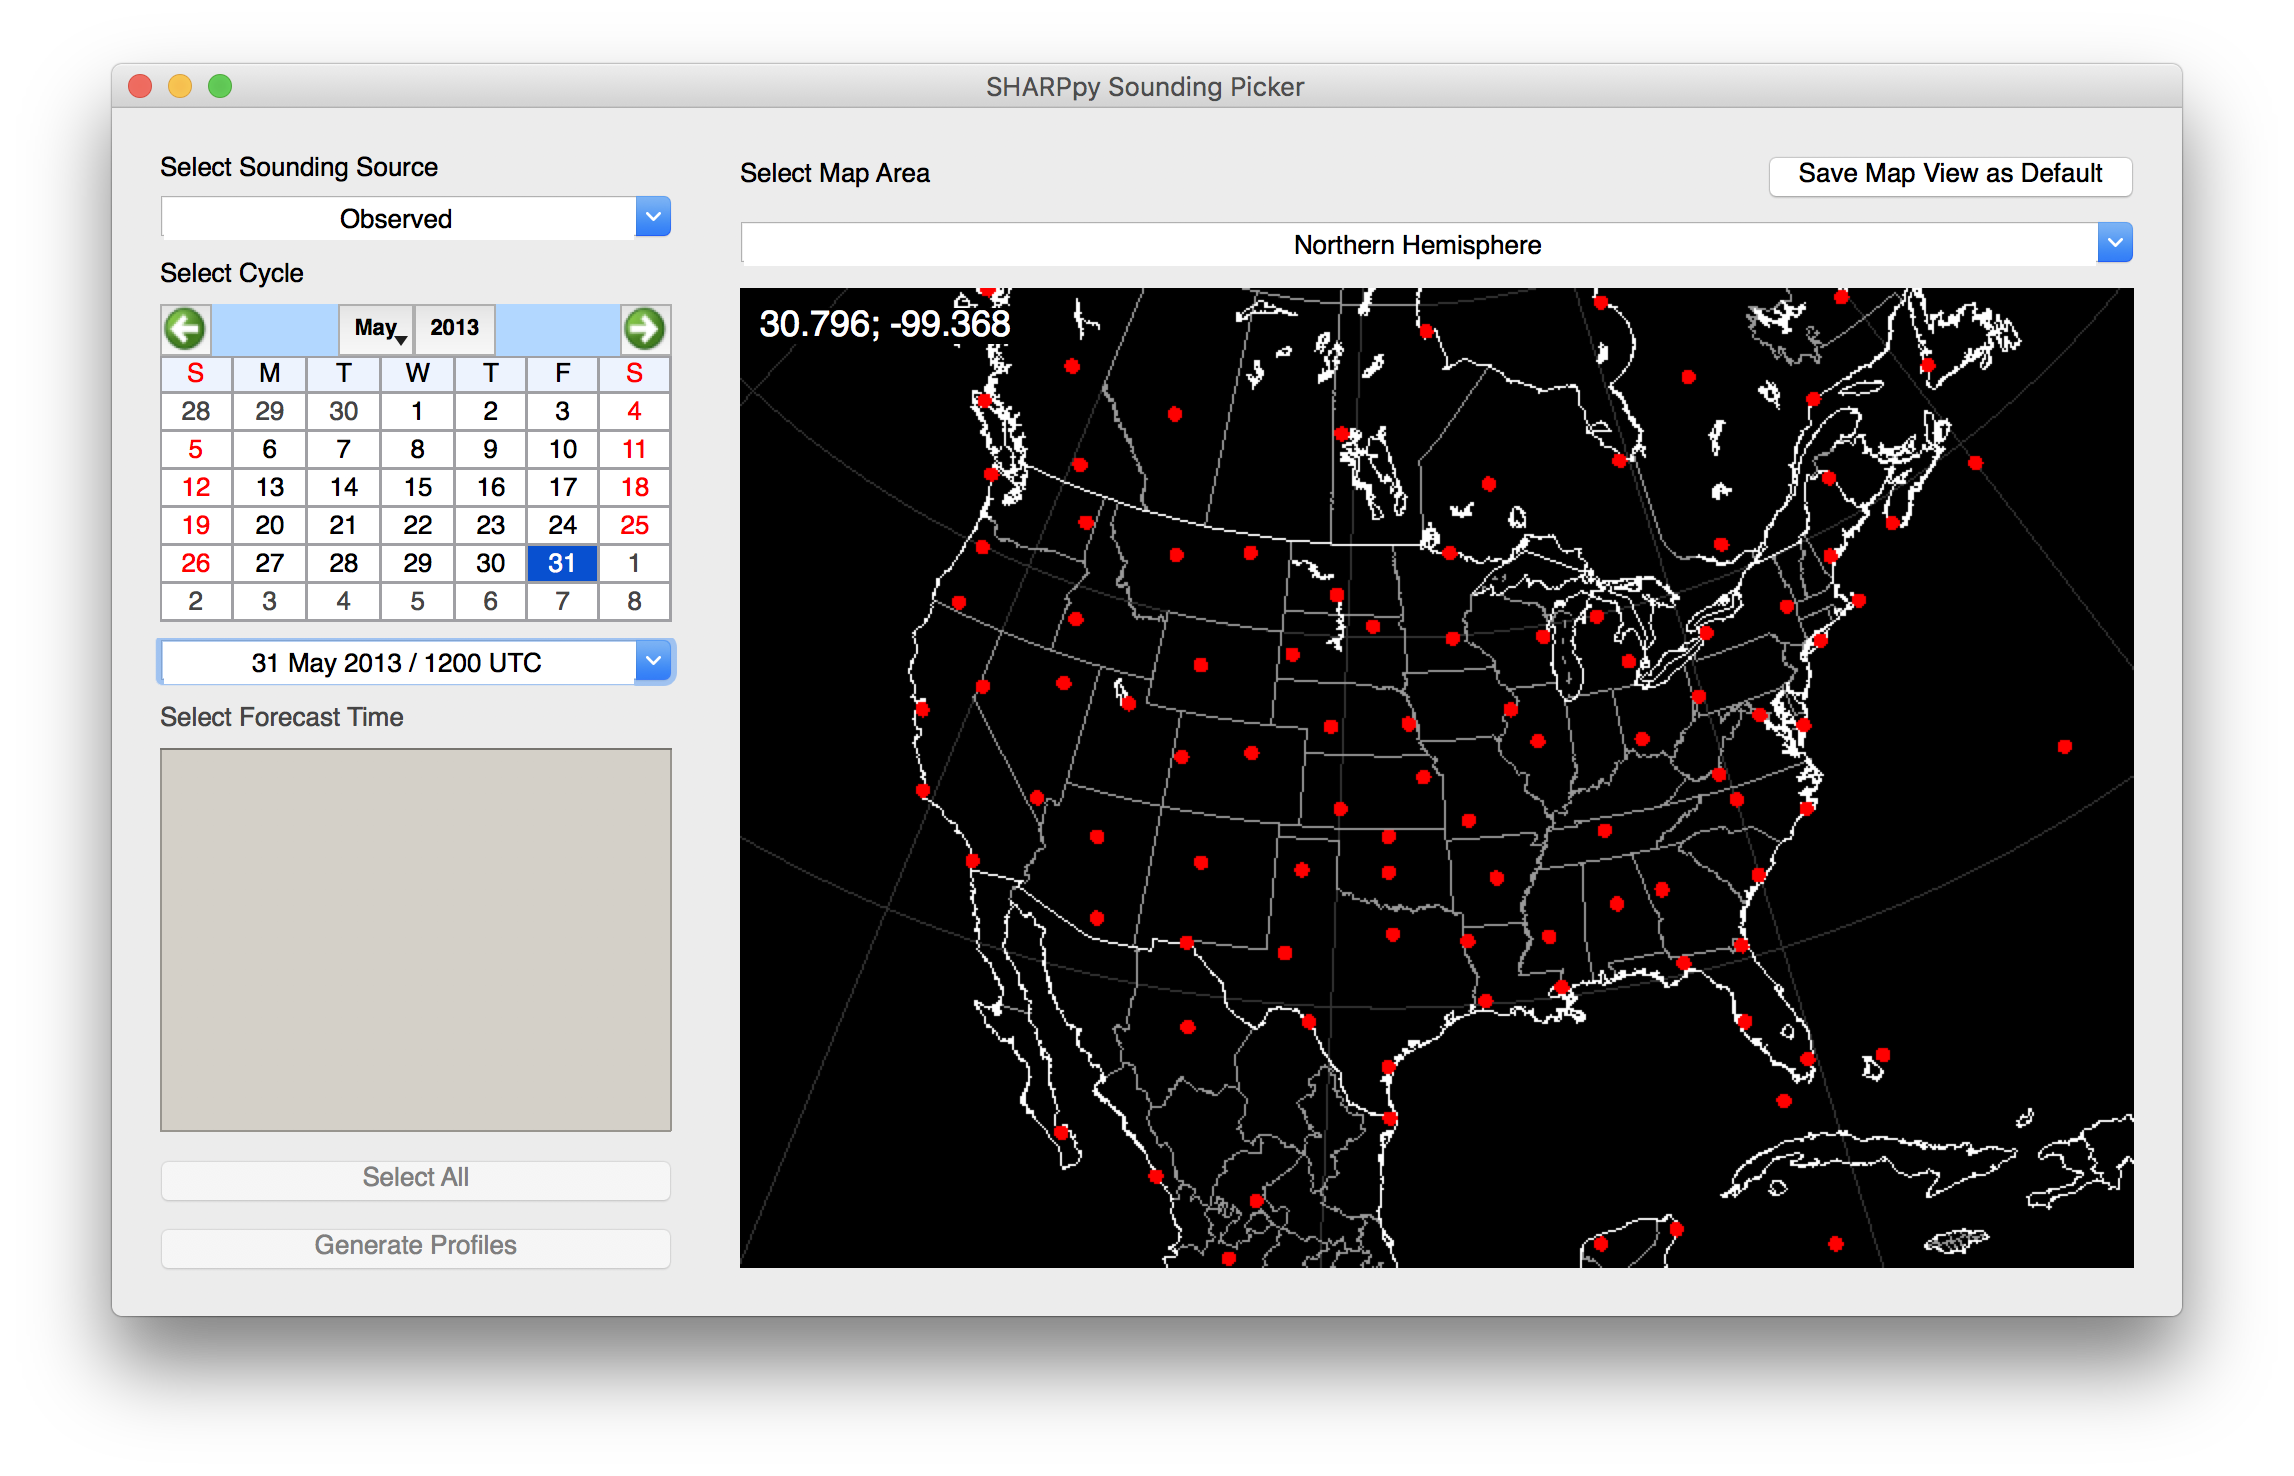 SHARPpy Sounding Picker
Select Sounding Source
Observed
Select Cycle
May 2013
S M T W T F S
28 29 30 1 2 3 4
5 6 7 8 9 10 11
12 13 14 15 16 17 18
19 20 21 22 23 24 25
26 27 28 29 30 31 1
2 3 4 5 6 7 8
31 May 2013 / 1200 UTC
Select Forecast Time
Select All
Generate Profiles
Select Map Area
Save Map View as Default
Northern Hemisphere
30.796; -99.368